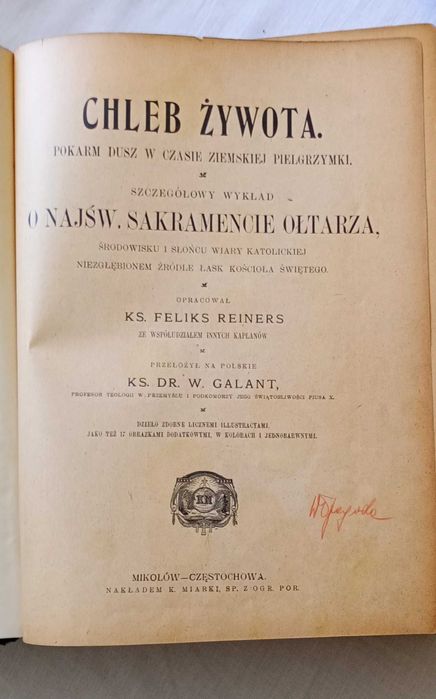 CHLEB ŻYWOTA.
POKARM DUSZ W CZASIE ZIEMSKIEJ PIELGRZYMKI.
SZCZEGÓŁOWY WYKŁAD
O NAJŚW. SAKRAMENCIE OŁTARZA,
ŚRODOWISKU I SŁOŃCU WIARY KATOLICKIEJ
NIEZGŁĘBIONEM ŹRÓDLE ŁASK KOŚCIOŁA ŚWIĘTEGO.
OPRACOWAŁ
KS. FELIKS REINERS
ZE WSPÓŁUDZIAŁEM INNYCH KAPŁANÓW
PRZEŁOŻYŁ NA POLSKIE
KS. DR. W. GALANT,
PROFESOR TEOLOGII W PRZEMYŚLU I PODKOMORZY JEGO ŚWIĄTOBLIWOŚCI PIUSA X.
DZIEŁO ZDOBNE LICZNEMI ILLUSTRACYAMI,
JAKO TEŻ 17 OBRAZKAMI DODATKOWYMI, W KOLORACH I JEDNOBARWNYMI.
KM
MIKOŁÓW—CZĘSTOCHOWA.
NAKŁADEM K. MIARKI, SP. Z OGR. POR.